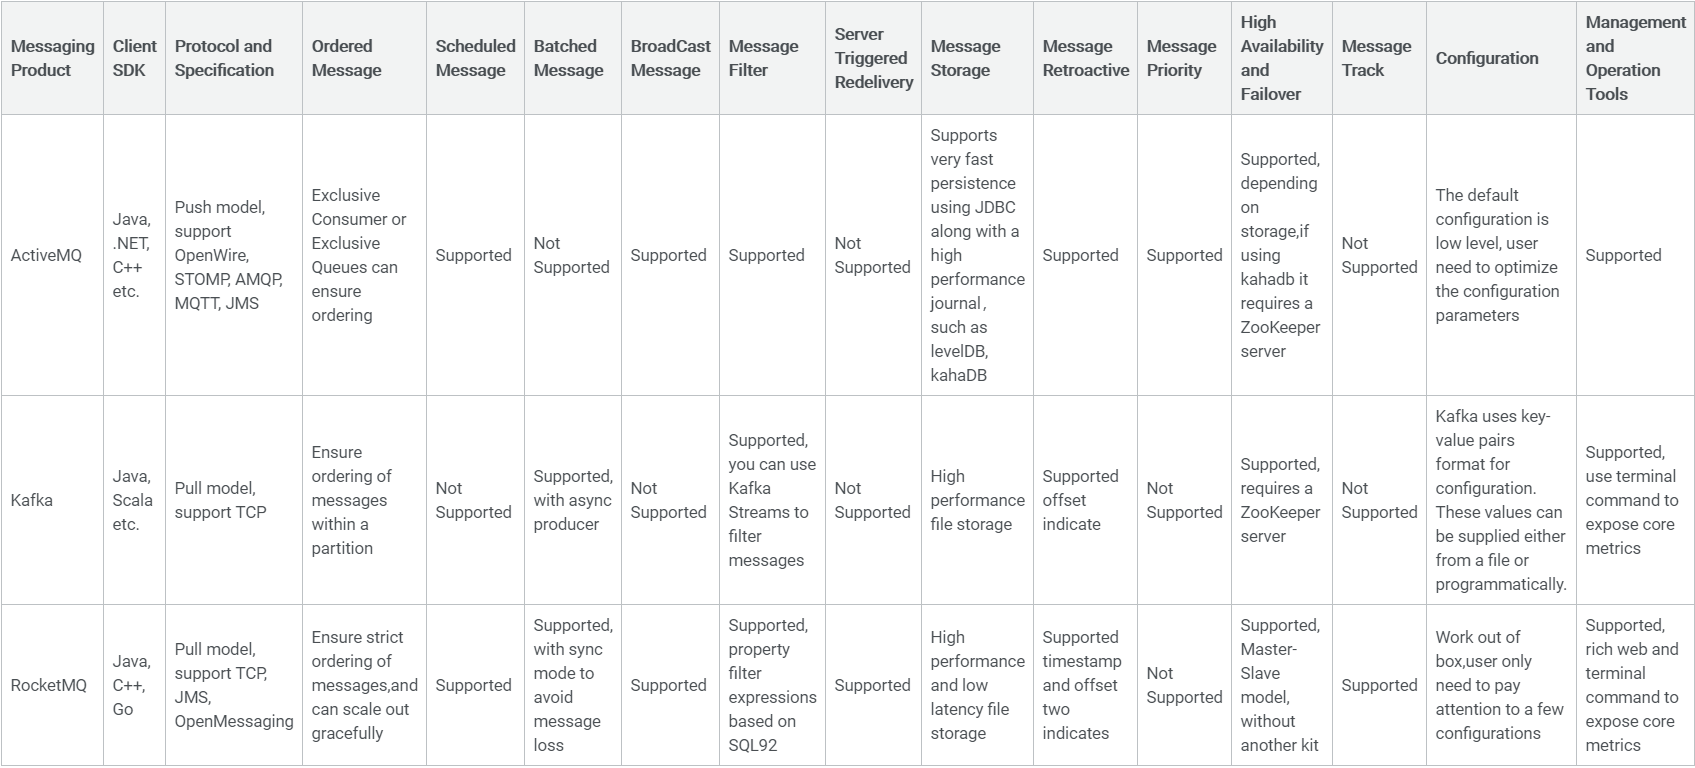 Messaging
Product
Client
SDK
Protocol and
Specification
Ordered
Message
Scheduled
Message
Batched
Message
BroadCast
Message
Message
Filter
Server
Triggered
Redelivery
Message
Storage
Message
Retroactive
Message
Priority
High
Availability
and
Failover
Message
Track
Configuration
Management
and
Operation
Tools
ActiveMQ
Java,
.NET,
C++
etc.
Push model,
support
OpenWire,
STOMP, AMQP,
MQTT, JMS
Exclusive
Consumer or
Exclusive
Queues can
ensure
ordering
Supported
Not
Supported
Supported
Supported
Not
Supported
Supports
very fast
persistence
using JDBC
along with a
high
performance
journal，
such as
levelDB,
kahaDB
Supported
Supported
Supported,
depending
on
storage,if
using
kahadb it
requires a
ZooKeeper
server
Not
Supported
The default
configuration is
low level, user
need to optimize
the configuration
parameters
Supported
Kafka
Java,
Scala
etc.
Pull model,
support TCP
Ensure
ordering of
messages
within a
partition
Not
Supported
Supported,
with async
producer
Not
Supported
Supported,
you can use
Kafka
Streams to
filter
messages
Not
Supported
High
performance
file storage
Supported
offset
indicate
Not
Supported
Supported,
requires a
ZooKeeper
server
Not
Supported
Kafka uses key-
value pairs
format for
configuration.
These values can
be supplied either
from a file or
programmatically.
Supported,
use terminal
command to
expose core
metrics
RocketMQ
Java,
C++,
Go
Pull model,
support TCP,
JMS,
OpenMessaging
Ensure strict
ordering of
messages,and
can scale out
gracefully
Supported
Supported,
with sync
mode to
avoid
message
loss
Supported
Supported,
property
filter
expressions
based on
SQL92
Supported
High
performance
and low
latency file
storage
Supported
timestamp
and offset
two
indicates
Not
Supported
Supported,
Master-
Slave
model,
without
another kit
Supported
Work out of
box,user only
need to pay
attention to a few
configurations
Supported,
rich web and
terminal
command to
expose core
metrics